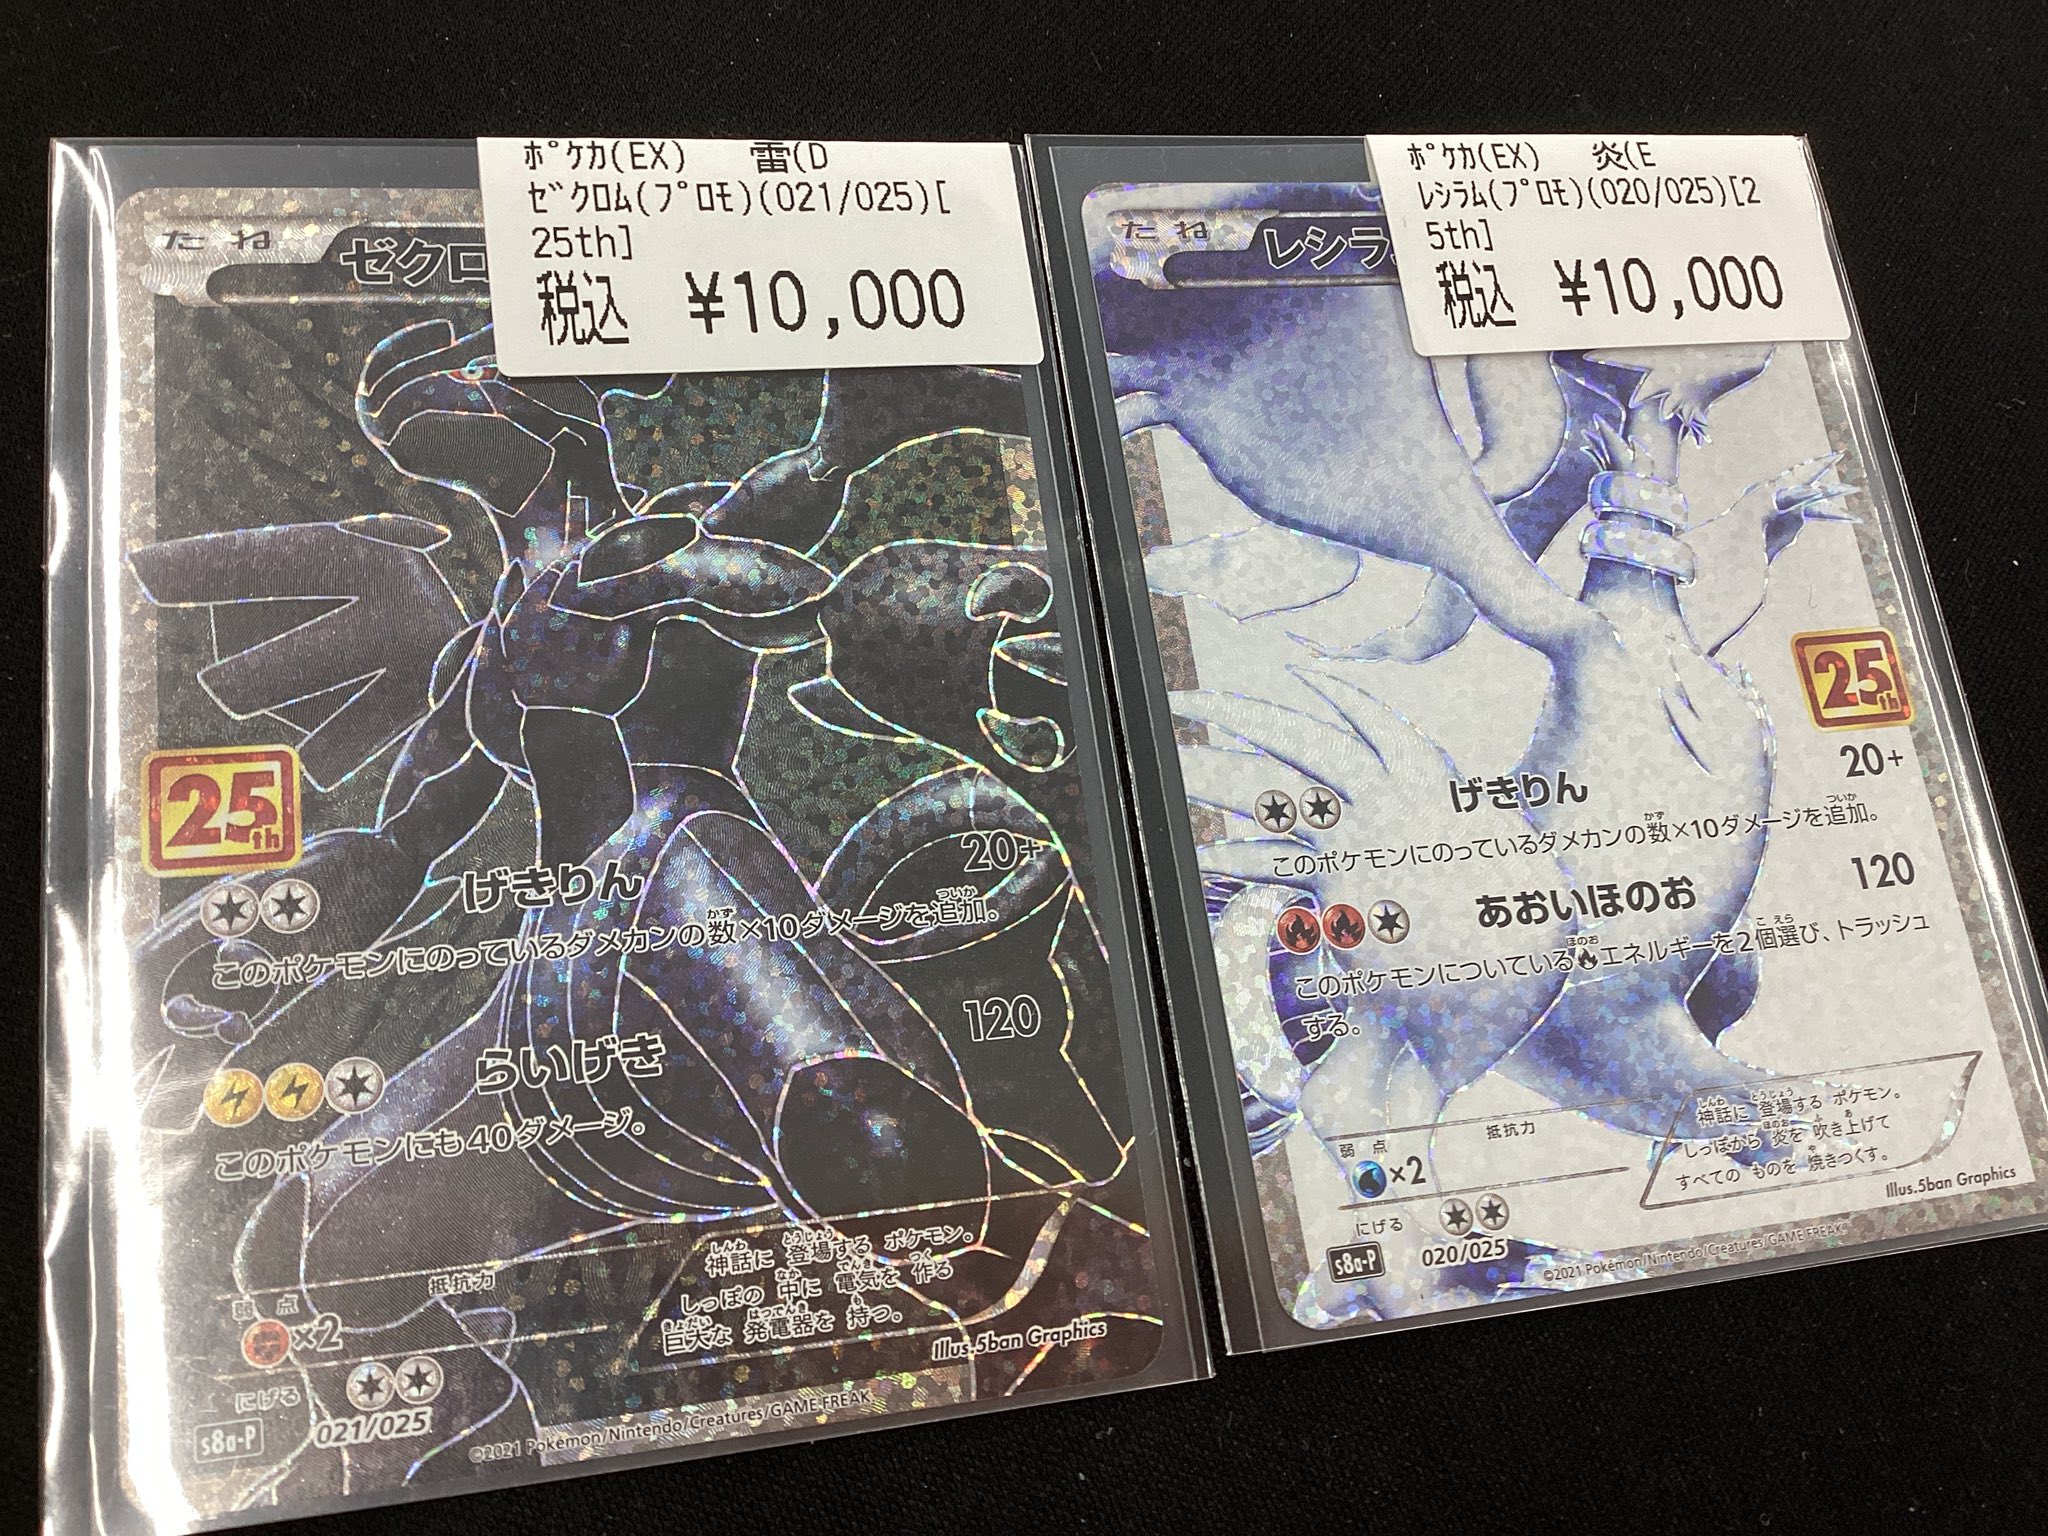 ﾎﾟｹｶ(EX) 雷(D
ｾﾞｸﾛﾑ(ﾌﾟﾛﾓ)(021/025)[
25th]
税込 ¥10,000
たね
ゼクロ
25th
げきりん 20+
このポケモンにのっているダメカンの数×10ダメージを追加。
らいげき 120
このポケモンにも40ダメージ。
弱点 抵抗力
×2
にげる
神話に 登場する ポケモン。
しっぽの 中に 電気を 作る
巨大な 発電器を 持つ。
Illus.5ban Graphics
s8a-P 021/025
©2021 Pokémon/Nintendo/Creatures/GAME FREAK
ﾎﾟｹｶ(EX) 炎(E
ﾚｼﾗﾑ(ﾌﾟﾛﾓ)(020/025)[2
5th]
税込 ¥10,000
たね
レシラ
25th
げきりん 20+
このポケモンにのっているダメカンの数×10ダメージを追加。
あおいほのお 120
このポケモンについているエネルギーを2個選び、トラッシュ
する。
弱点 抵抗力
×2
にげる
神話に 登場する ポケモン。
しっぽから 炎を 吹き上げて
すべての ものを 焼きつくす。
Illus.5ban Graphics
s8a-P 020/025
©2021 Pokémon/Nintendo/Creatures/GAME FREAK